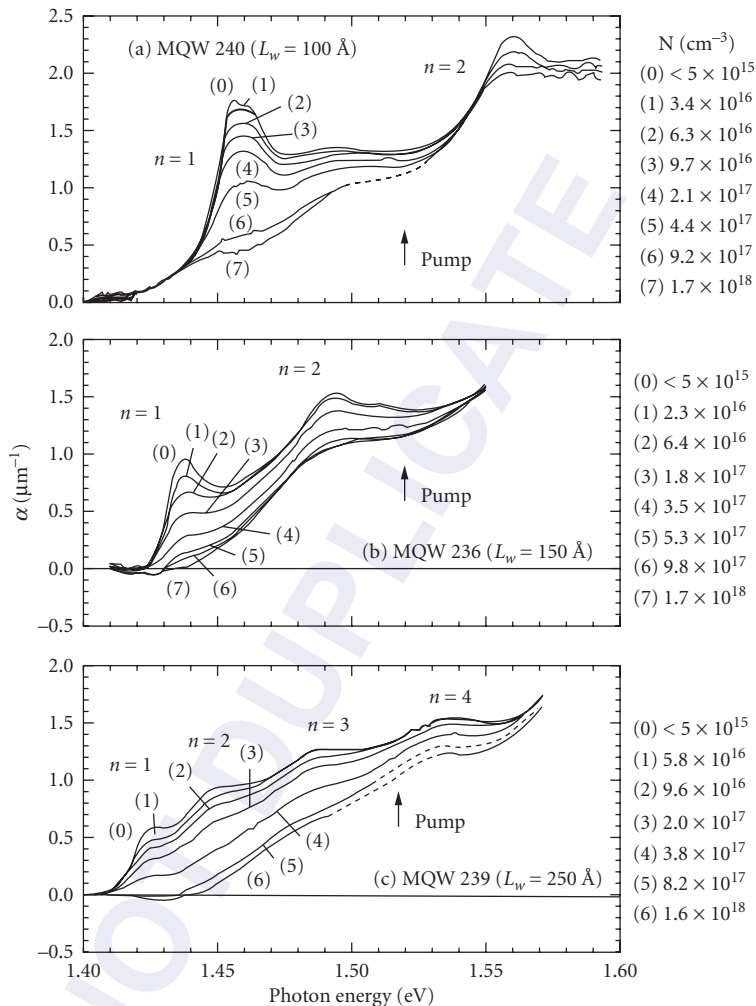 2.5
2.0
1.5
1.0
0.5
0.0
(a) MQW 240 (L_w = 100 Å)
n = 1
n = 2
(0)
(1)
(2)
(3)
(4)
(5)
(6)
(7)
Pump
N (cm⁻³)
(0) < 5 × 10¹⁵
(1) 3.4 × 10¹⁶
(2) 6.3 × 10¹⁶
(3) 9.7 × 10¹⁶
(4) 2.1 × 10¹⁷
(5) 4.4 × 10¹⁷
(6) 9.2 × 10¹⁷
(7) 1.7 × 10¹⁸
α (μm⁻¹)
2.0
1.5
1.0
0.5
0.0
−0.5
n = 1
n = 2
(0)
(1)
(2)
(3)
(4)
(5)
(6)
(7)
Pump
(b) MQW 236 (L_w = 150 Å)
(0) < 5 × 10¹⁵
(1) 2.3 × 10¹⁶
(2) 6.4 × 10¹⁶
(3) 1.8 × 10¹⁷
(4) 3.5 × 10¹⁷
(5) 5.3 × 10¹⁷
(6) 9.8 × 10¹⁷
(7) 1.7 × 10¹⁸
2.0
1.5
1.0
0.5
0.0
−0.5
n = 1
n = 2
n = 3
n = 4
(0)
(1)
(2)
(3)
(4)
(5)
(6)
Pump
(c) MQW 239 (L_w = 250 Å)
(0) < 5 × 10¹⁵
(1) 5.8 × 10¹⁶
(2) 9.6 × 10¹⁶
(3) 2.0 × 10¹⁷
(4) 3.8 × 10¹⁷
(5) 8.2 × 10¹⁷
(6) 1.6 × 10¹⁸
1.40
1.45
1.50
1.55
1.60
Photon energy (eV)
NOT DUPLICATE